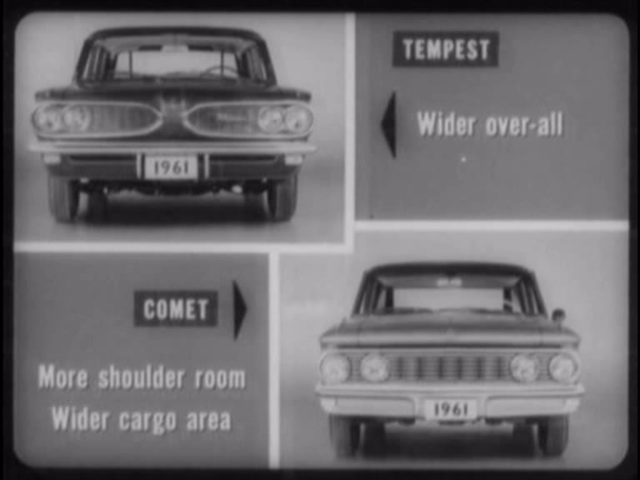 TEMPEST
Wider over-all
1961
COMET
More shoulder room
Wider cargo area
1961